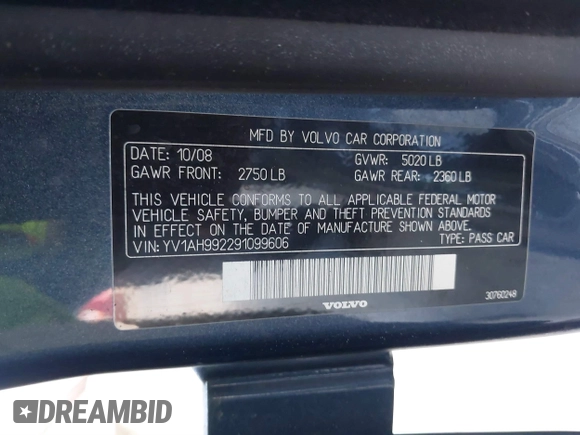 MFD BY VOLVO CAR CORPORATION
DATE: 10/08 GVWR: 5020 LB
GAWR FRONT: 2750 LB GAWR REAR: 2360 LB
THIS VEHICLE CONFORMS TO ALL APPLICABLE FEDERAL MOTOR
VEHICLE SAFETY, BUMPER AND THEFT PREVENTION STANDARDS
IN EFFECT ON THE DATE OF MANUFACTURE SHOWN ABOVE.
VIN: YV1AH992291099606 TYPE: PASS CAR
VOLVO
30760248
DREAMBID